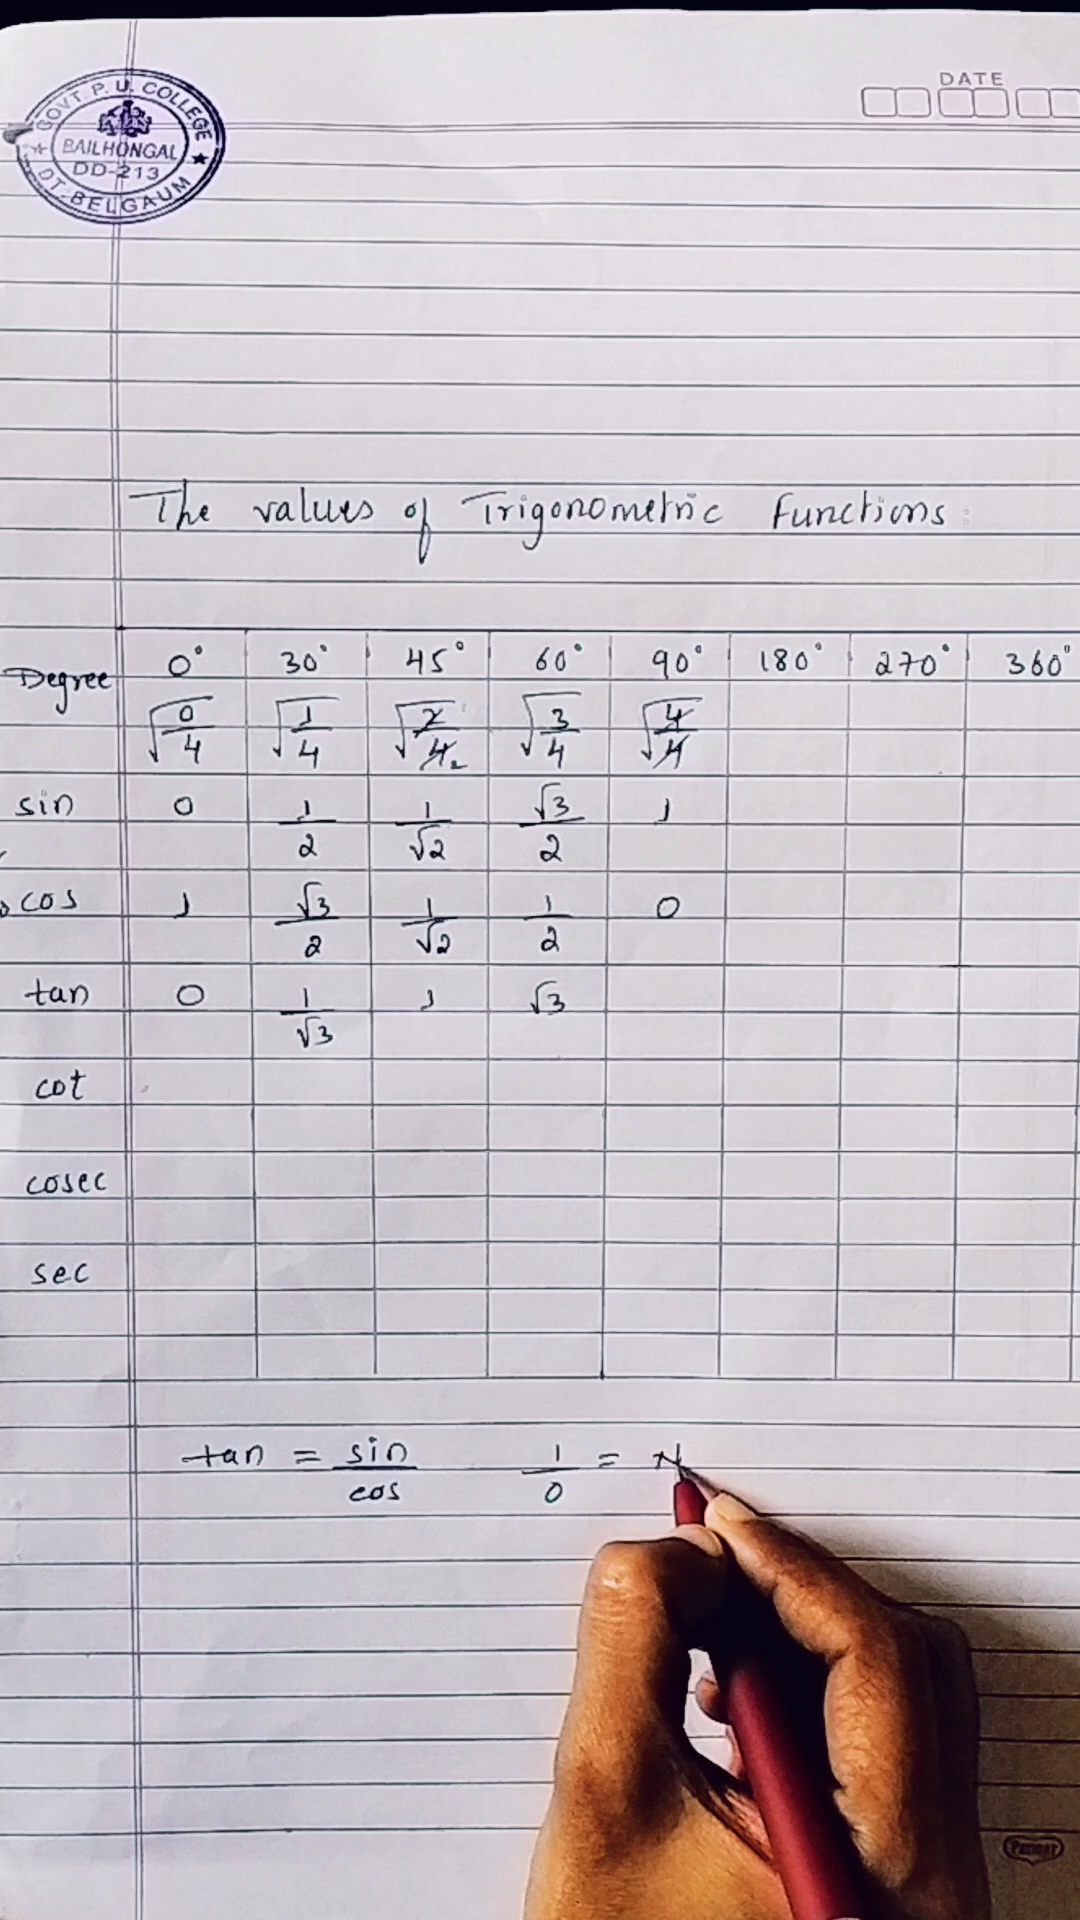 GOVT. P. U. COLLEGE
BAILHONGAL
DD-213
DT. BELGAUM
DATE
The values of Trigonometric Functions:
Degree 0° 30° 45° 60° 90° 180° 270° 360°
√0/4 √1/4 √2/4 2 √3/4 √4/4
sin 0 1/2 1/√2 √3/2 1
cos 1 √3/2 1/√2 1/2 0
tan 0 1/√3 1 √3
cot
cosec
sec
tan = sin/cos 1/0 = N